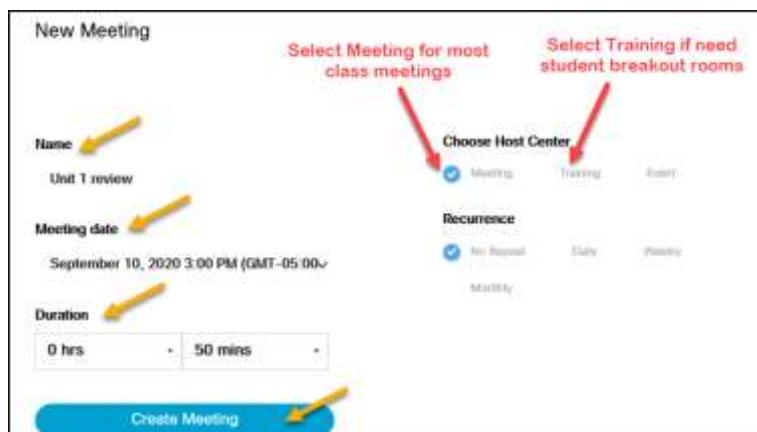 New Meeting
Select Meeting for most
class meetings
Select Training if need
student breakout rooms
Name
Unit 1 review
Meeting date
September 10, 2020 3:00 PM (GMT-05:00
Duration
0 hrs
50 mins
Create Meeting
Choose Host Center
Meeting
Training
Event
Recurrence
No Repeat
Daily
Weekly
Monthly